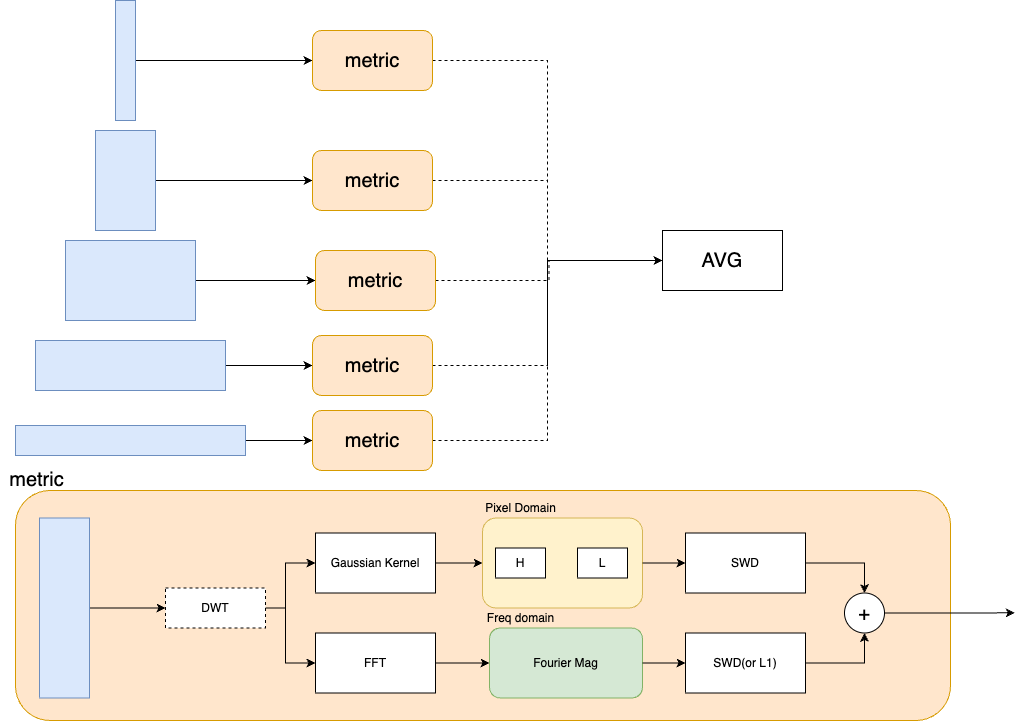 metric
metric
metric
AVG
metric
metric
metric
Pixel Domain
Gaussian Kernel
H
L
SWD
DWT
+
Freq domain
FFT
Fourier Mag
SWD(or L1)